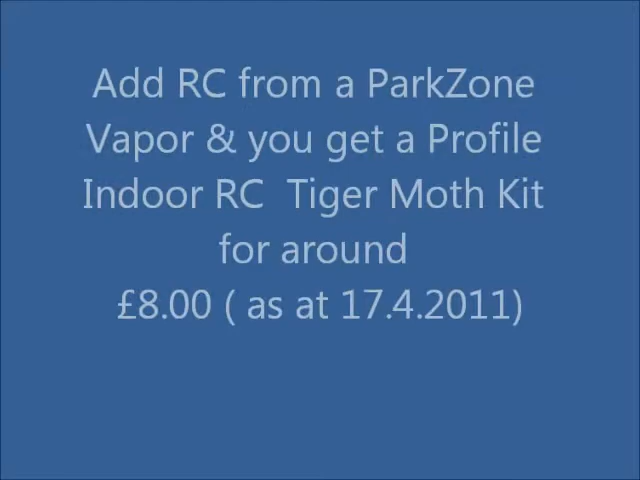 Add RC from a ParkZone
Vapor & you get a Profile
Indoor RC  Tiger Moth Kit
for around
£8.00 ( as at 17.4.2011)